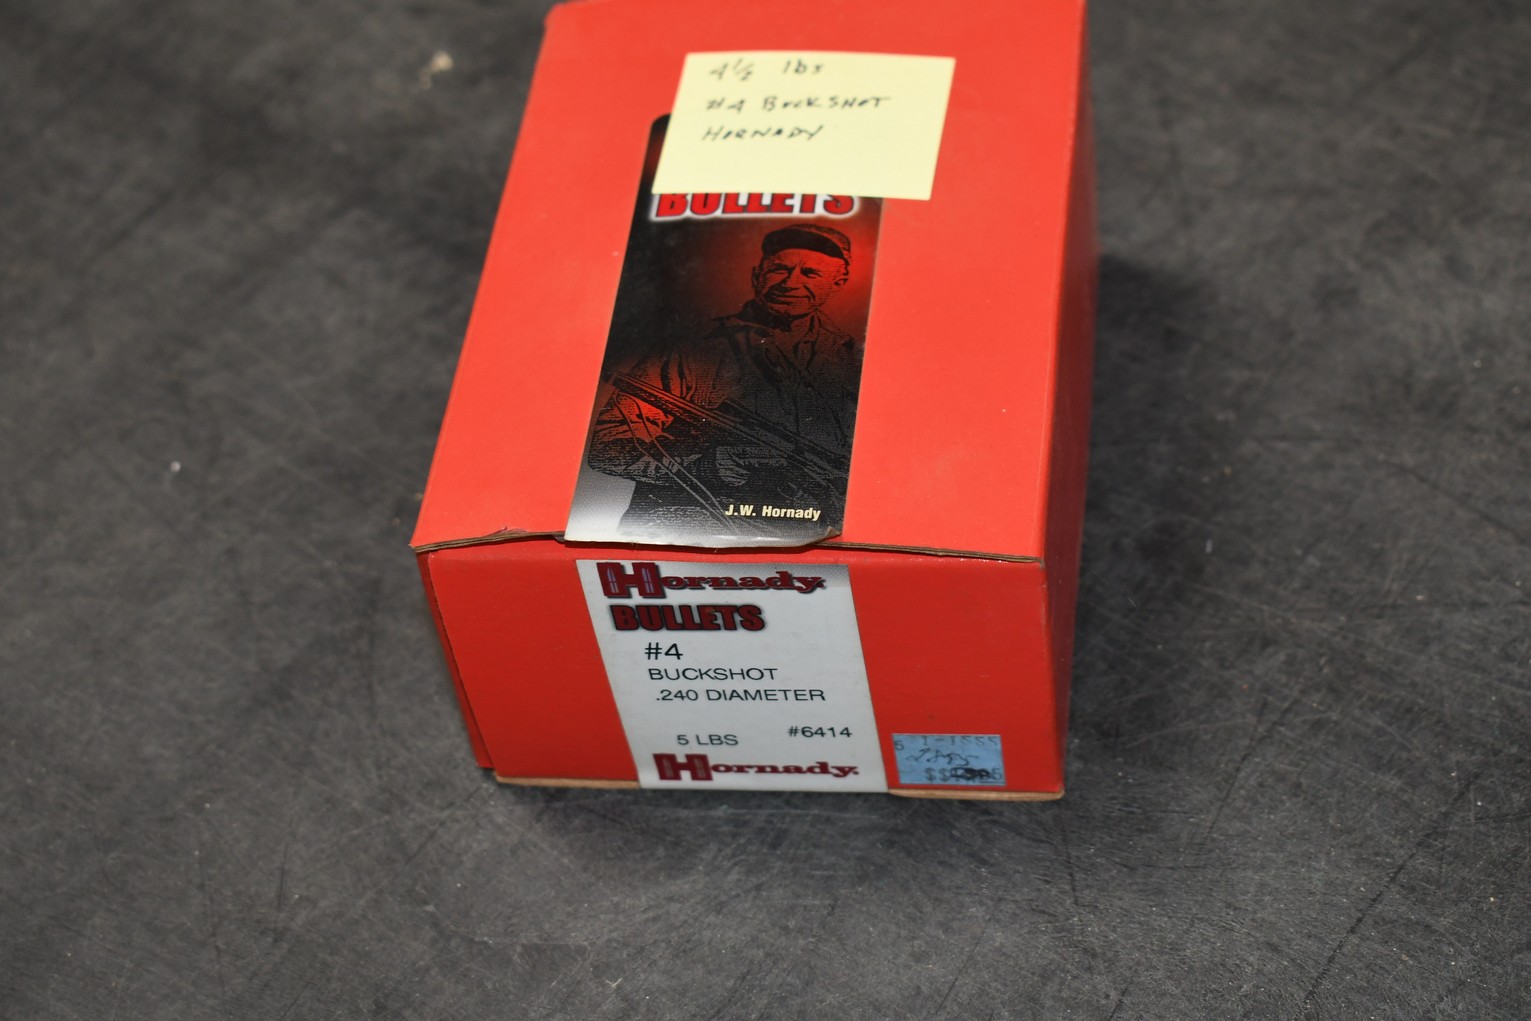 4½ lbs
#4 BUCKSHOT
HORNADY
BULLETS
J.W. Hornady
Hornady
BULLETS
#4
BUCKSHOT
.240 DIAMETER
5 LBS #6414
Hornady